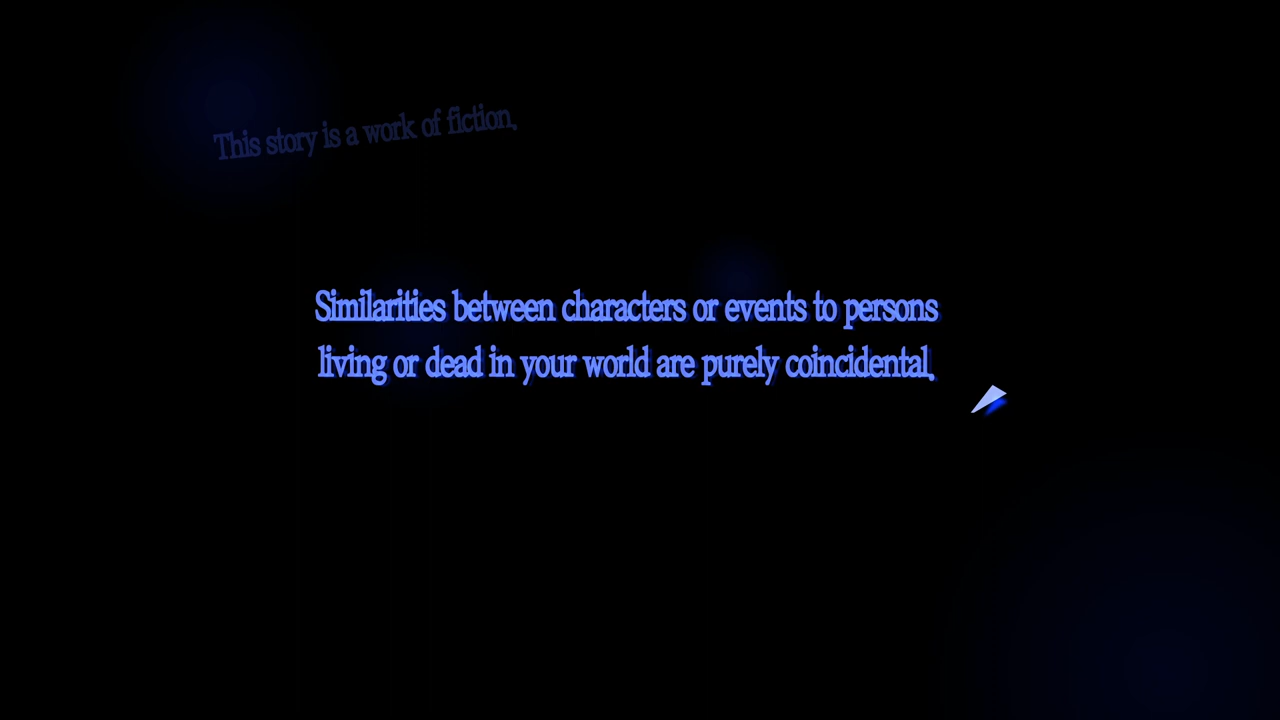 This story is a work of fiction.
Similarities between characters or events to persons
living or dead in your world are purely coincidental.